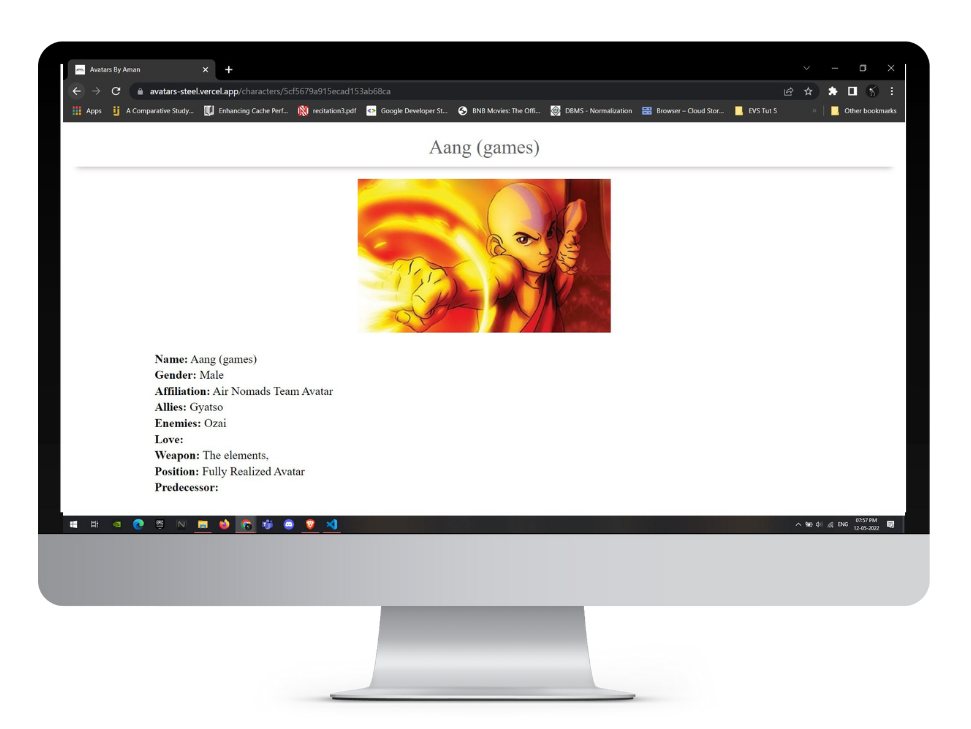 Avatars By Aman
avatars-steel.vercel.app/characters/5cf5679a915ecad153ab68ca
Apps A Comparative Study... Enhancing Cache Perf... recitation3.pdf Google Developer St... BNB Movies: The Offi... DBMS - Normalization Browser – Cloud Stor... EVS Tut 5 » Other bookmarks
Aang (games)
Name: Aang (games)
Gender: Male
Affiliation: Air Nomads Team Avatar
Allies: Gyatso
Enemies: Ozai
Love:
Weapon: The elements,
Position: Fully Realized Avatar
Predecessor:
ENG 07:57 PM
12-05-2022